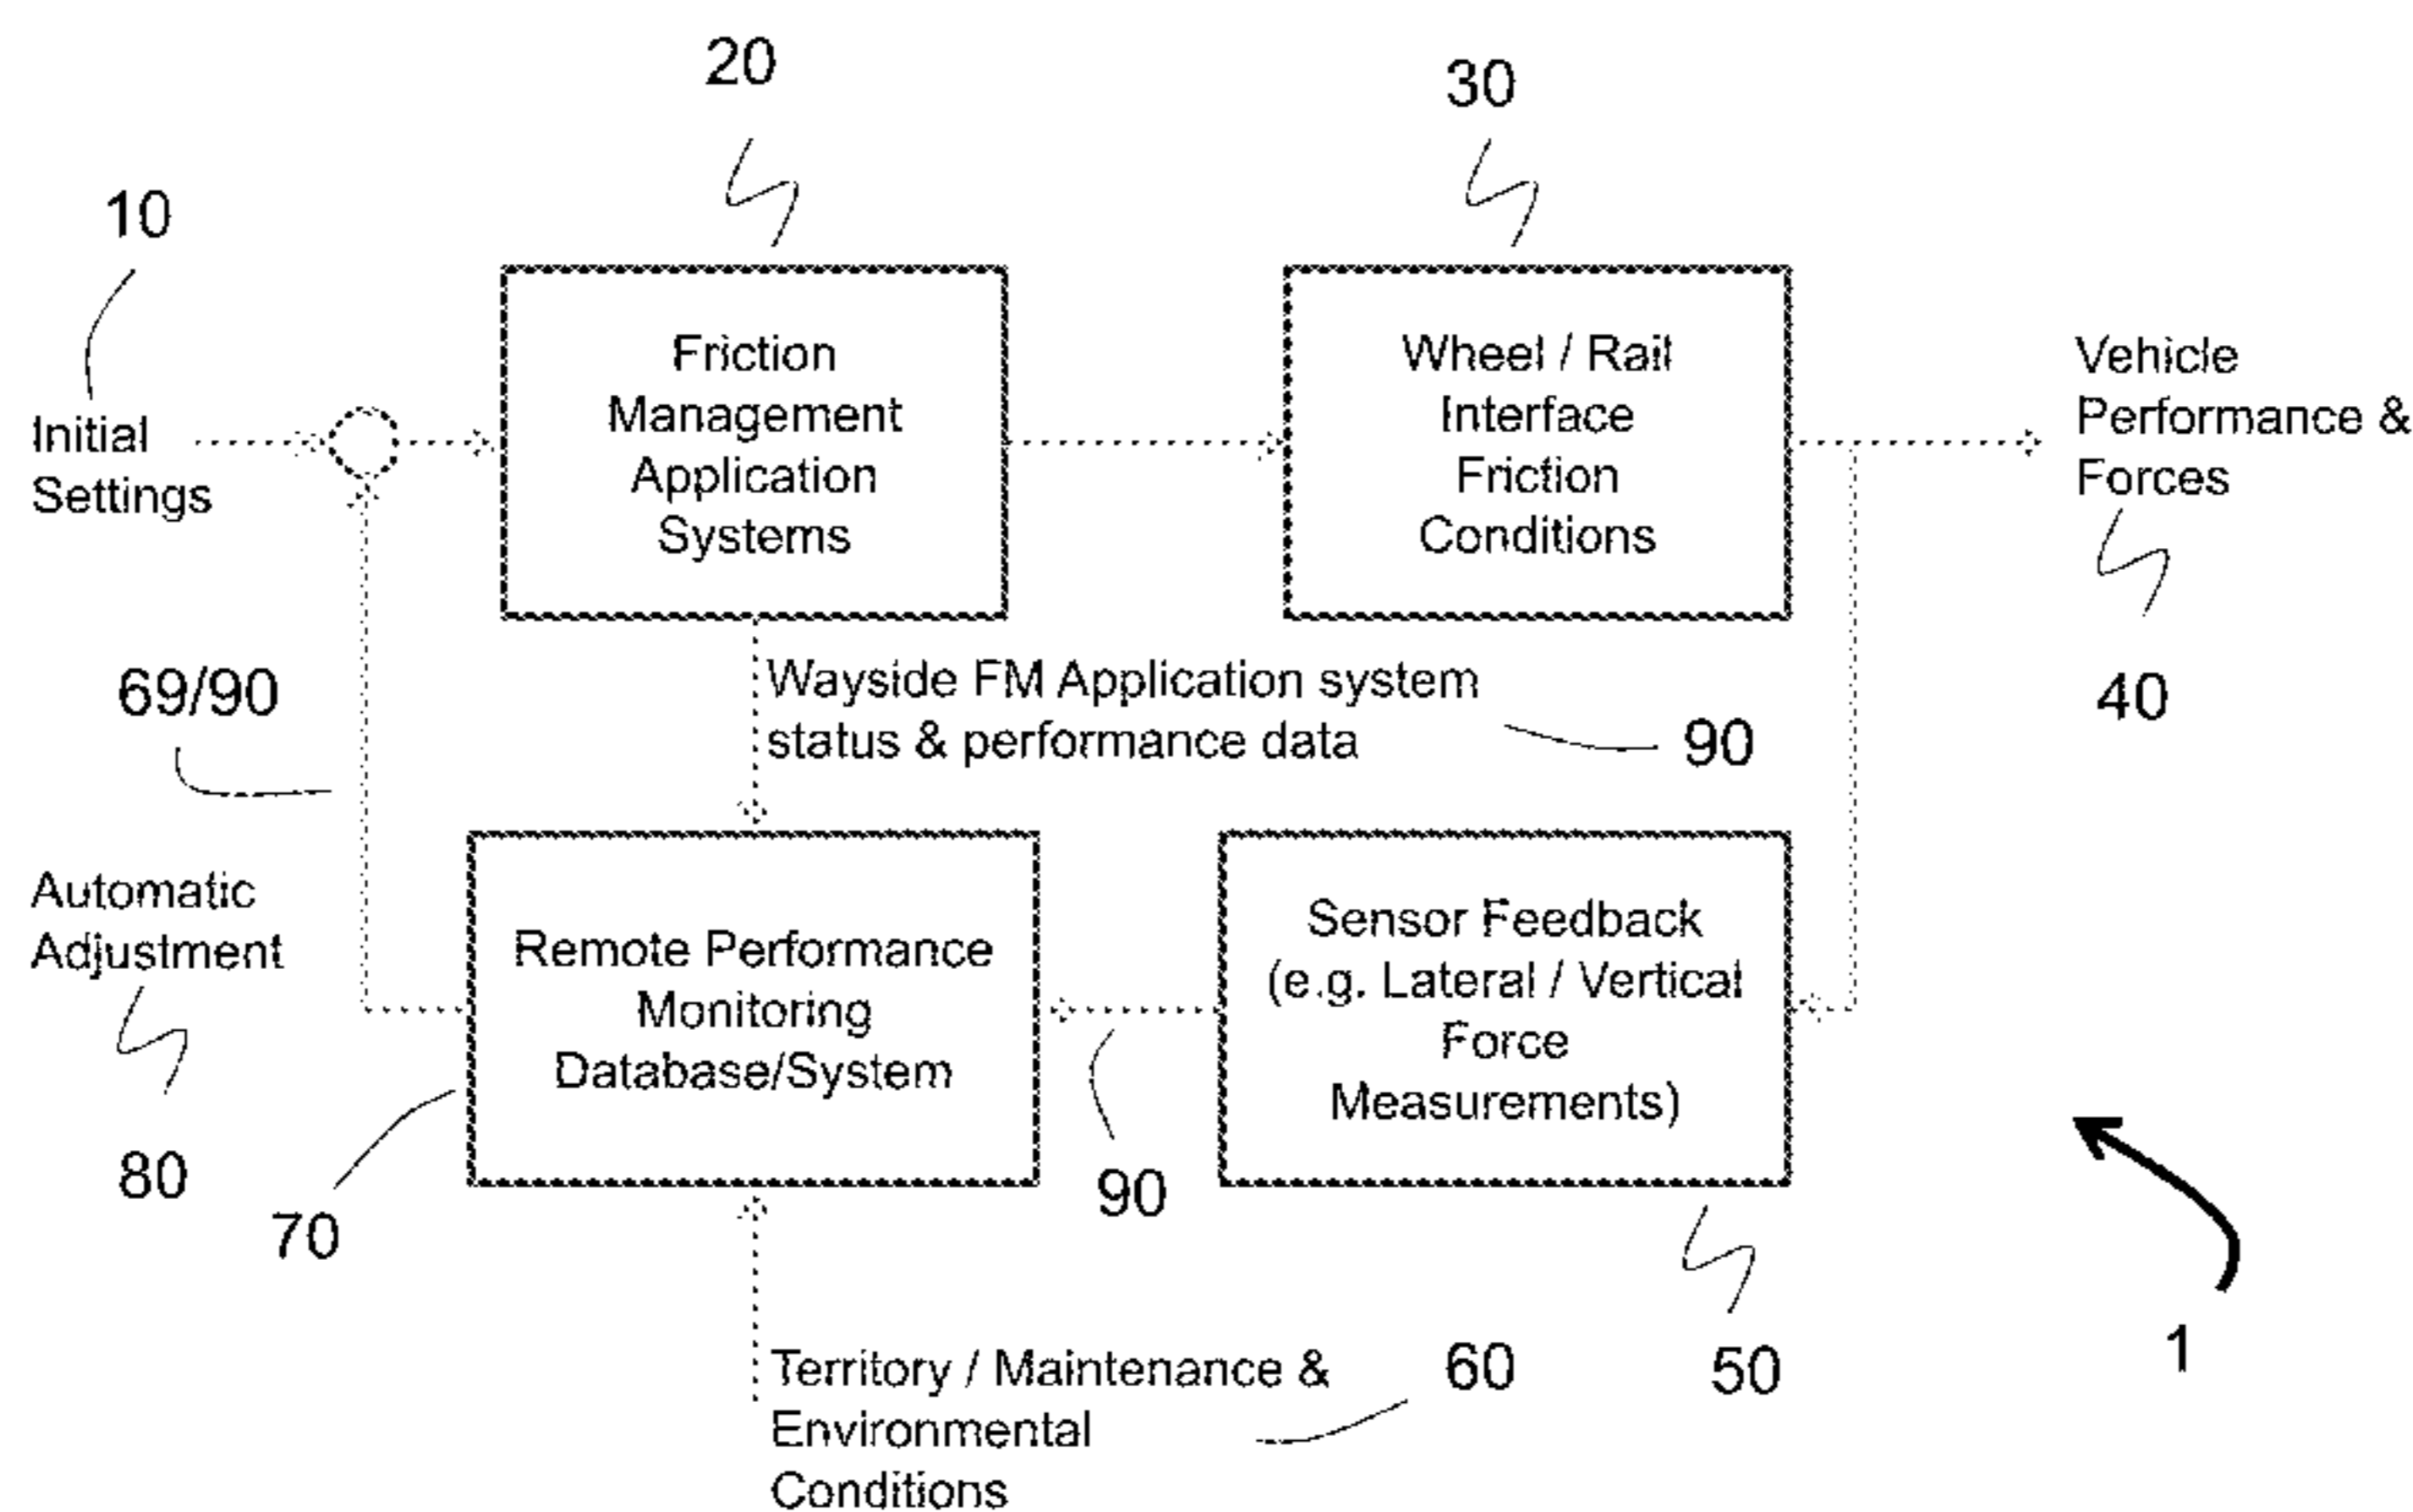 20
30
10
Initial
Settings
Friction
Management
Application
Systems
Wheel / Rail
Interface
Friction
Conditions
Vehicle
Performance &
Forces
40
69/90
Wayside FM Application system
status & performance data
90
Automatic
Adjustment
80
Remote Performance
Monitoring
Database/System
70
90
Sensor Feedback
(e.g. Lateral / Vertical
Force
Measurements)
50
1
Territory / Maintenance &
Environmental
Conditions
60